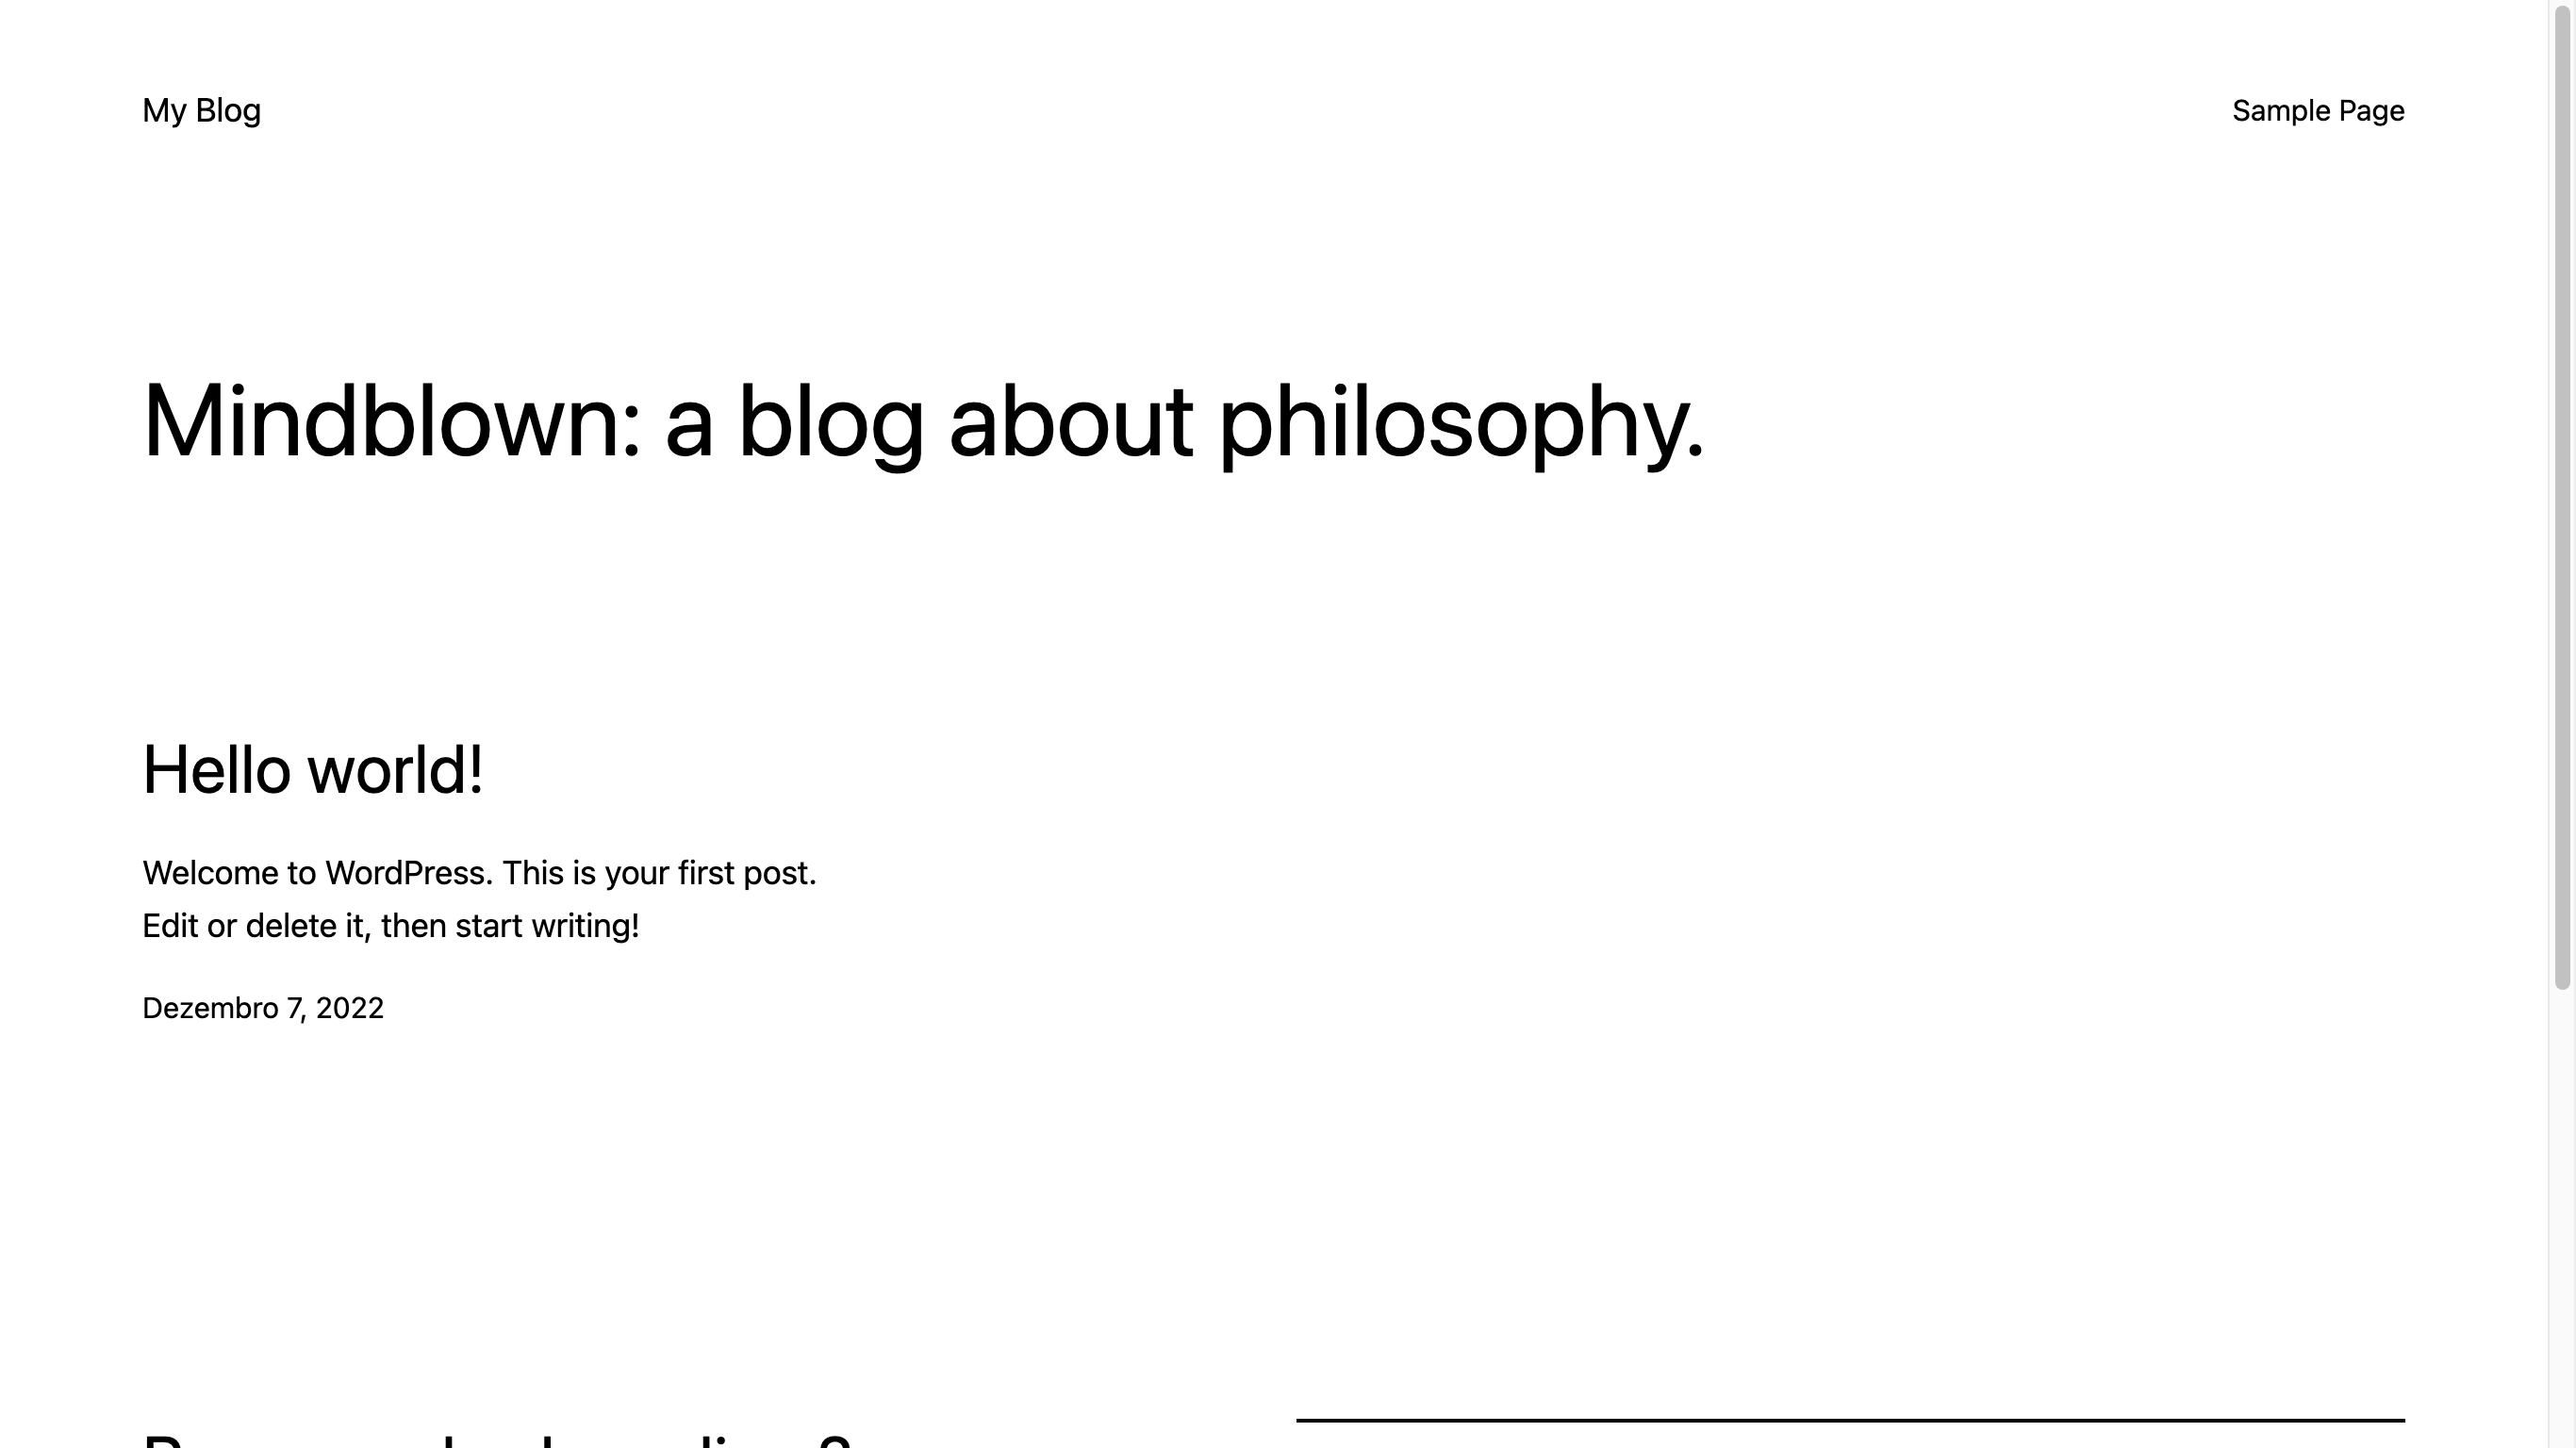 My Blog
Sample Page
Mindblown: a blog about philosophy.
Hello world!
Welcome to WordPress. This is your first post.
Edit or delete it, then start writing!
Dezembro 7, 2022